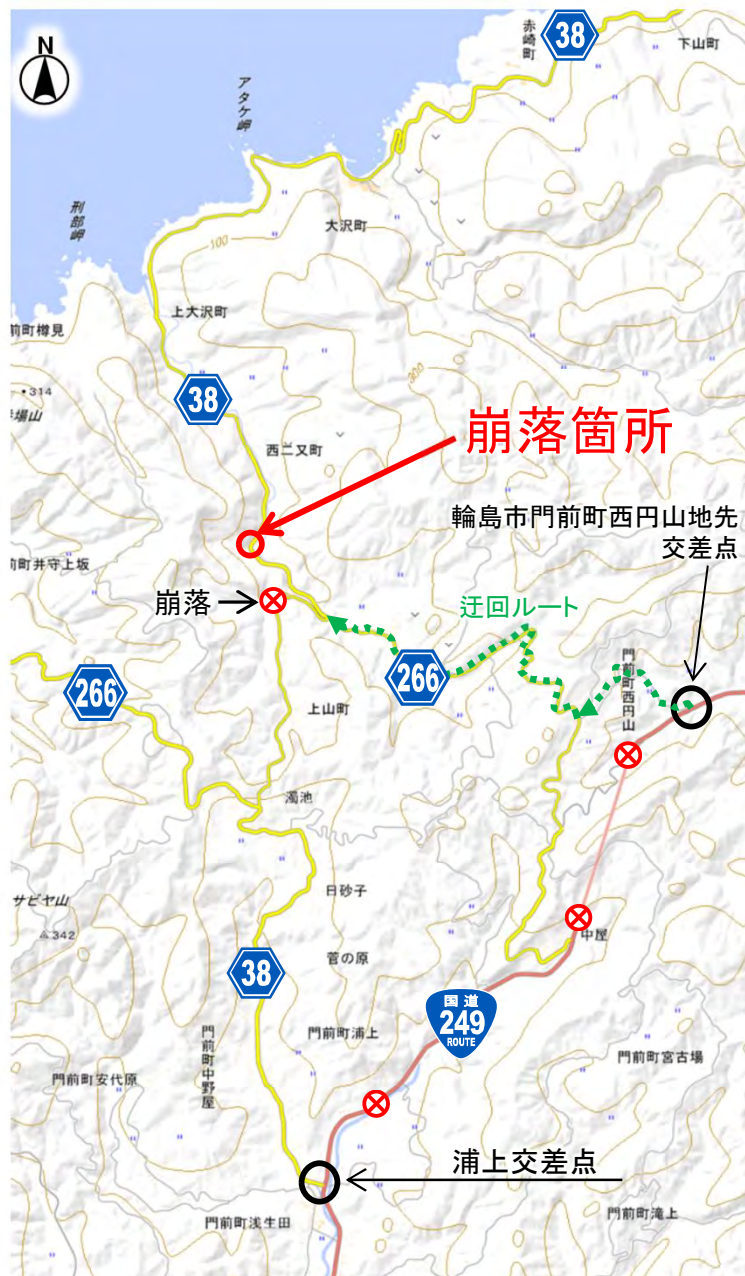 N
38
赤崎町
下山町
アタケ岬
刑部岬
大沢町
100
上大沢町
前町樽見
314
38
300
崩落箇所
西二又町
輪島市門前町西円山地先
交差点
前町井守上坂
崩落
迂回ルート
266
266
門前町西円山
上山町
濁池
日砂子
サビヤ山
342
中屋
菅の原
38
国道
249
ROUTE
門前町浦上
門前町中野屋
門前町宮古場
門前町安代原
浦上交差点
門前町浅生田
門前町滝上